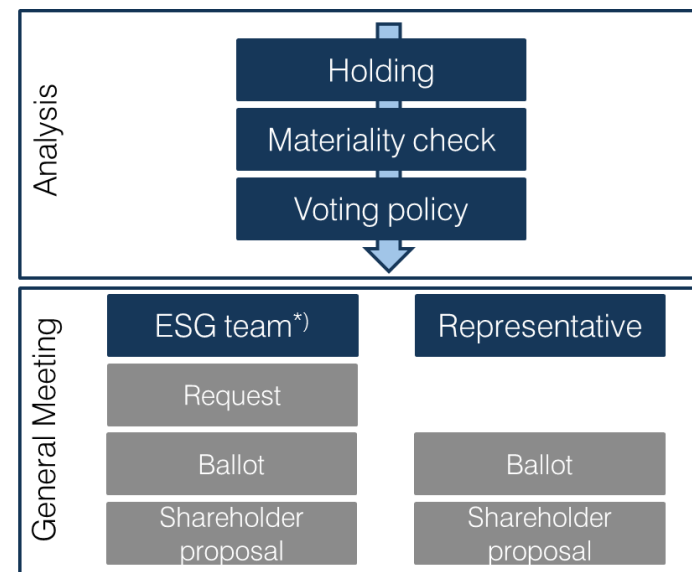 Analysis
Holding
Materiality check
Voting policy
General Meeting
ESG team*)
Representative
Request
Ballot
Ballot
Shareholder
proposal
Shareholder
proposal